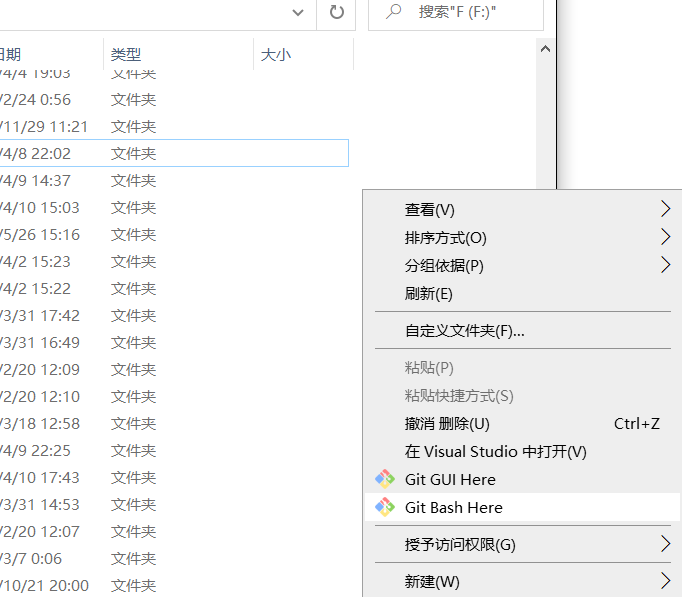 搜索"F (F:)"
日期 类型 大小
/4/4 19:03 文件夹
/2/24 0:56 文件夹
/11/29 11:21 文件夹
/4/8 22:02 文件夹
/4/9 14:37 文件夹
/4/10 15:03 文件夹
/5/26 15:16 文件夹
/4/2 15:23 文件夹
/4/2 15:22 文件夹
/3/31 17:42 文件夹
/3/31 16:49 文件夹
/2/20 12:09 文件夹
/2/20 12:10 文件夹
/3/18 12:58 文件夹
/4/9 22:25 文件夹
/4/10 17:43 文件夹
/3/31 14:53 文件夹
/2/20 12:07 文件夹
/3/7 0:06 文件夹
/10/21 20:00 文件夹
查看(V)
排序方式(O)
分组依据(P)
刷新(E)
自定义文件夹(F)...
粘贴(P)
粘贴快捷方式(S)
撤消 删除(U) Ctrl+Z
在 Visual Studio 中打开(V)
Git GUI Here
Git Bash Here
授予访问权限(G)
新建(W)